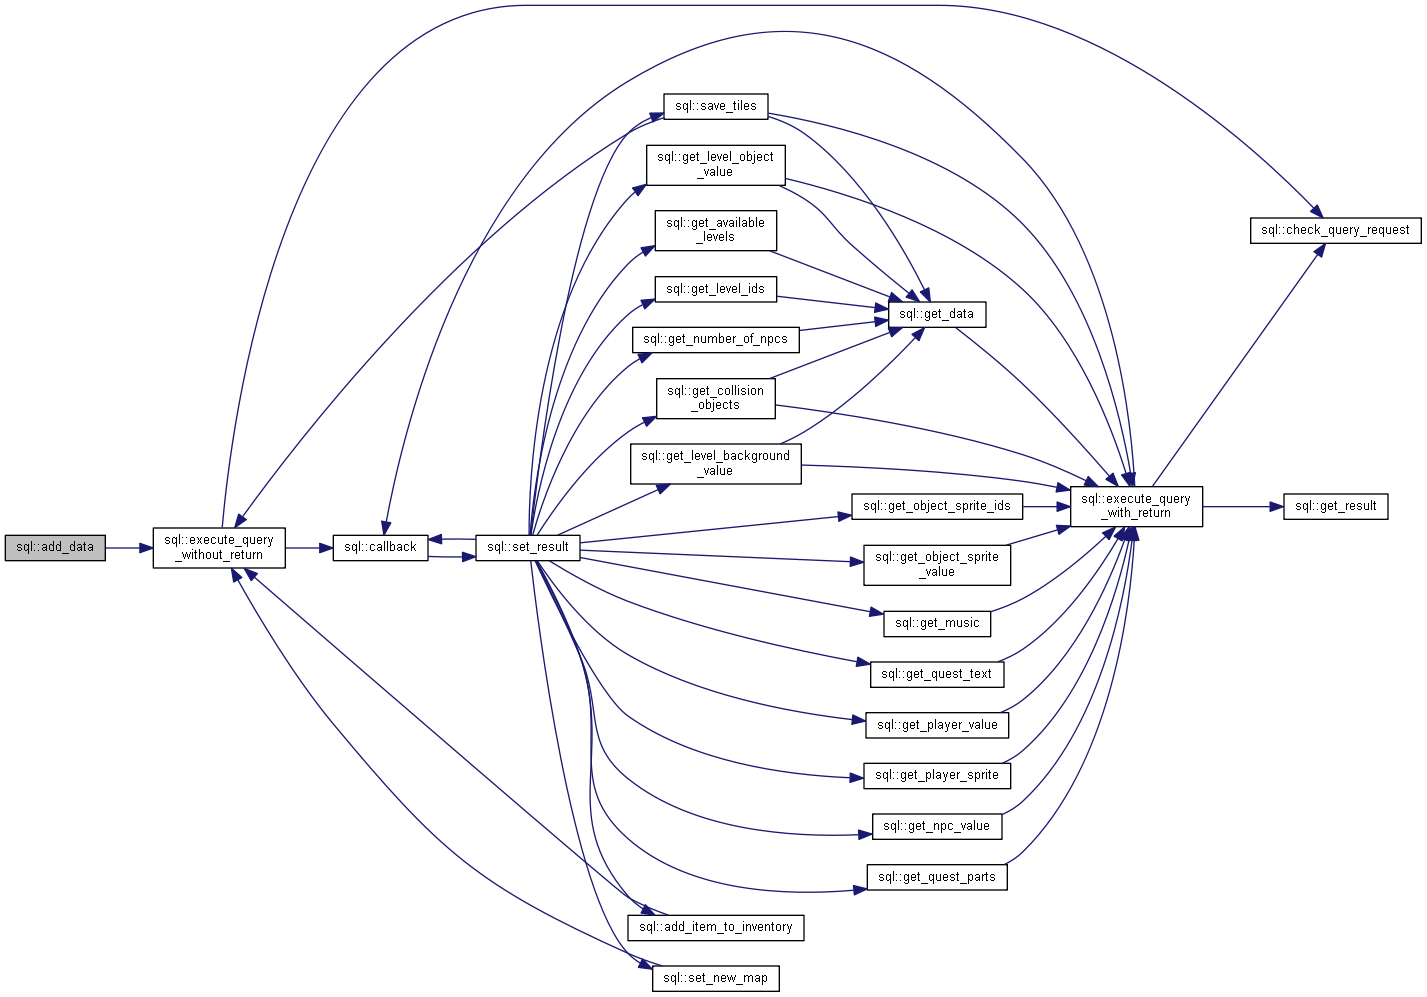 sql::save_tiles
sql::get_level_object
_value
sql::get_available
_levels
sql::check_query_request
sql::get_level_ids
sql::get_data
sql::get_number_of_npcs
sql::get_collision
_objects
sql::get_level_background
_value
sql::get_object_sprite_ids
sql::execute_query
_with_return
sql::get_result
sql::add_data
sql::execute_query
_without_return
sql::callback
sql::set_result
sql::get_object_sprite
_value
sql::get_music
sql::get_quest_text
sql::get_player_value
sql::get_player_sprite
sql::get_npc_value
sql::get_quest_parts
sql::add_item_to_inventory
sql::set_new_map